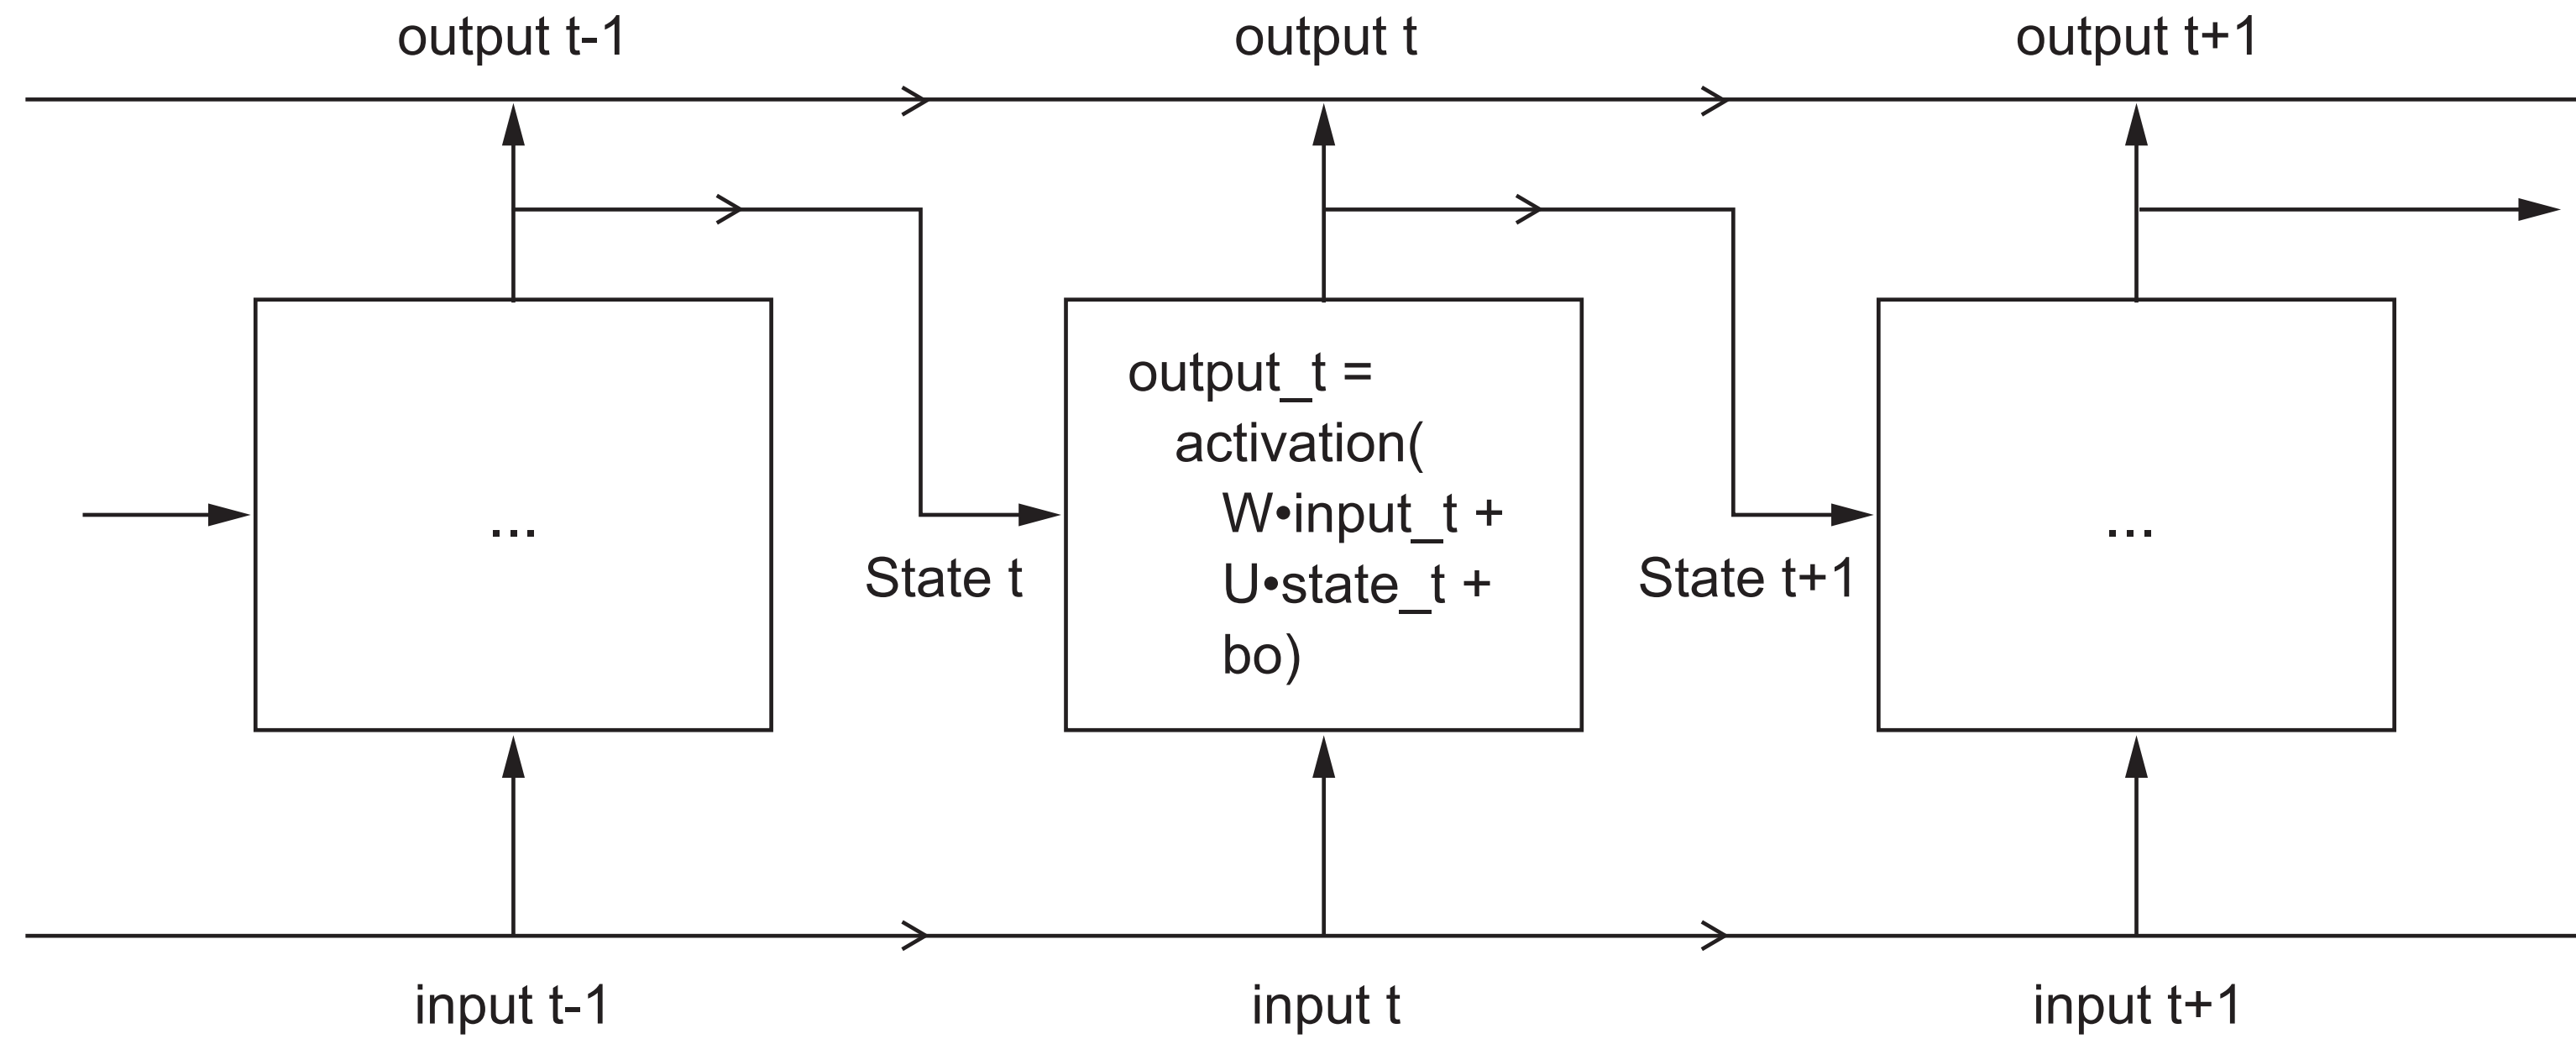 output t-1
output t
output t+1
...
output_t =
activation(
W•input_t +
U•state_t +
bo)
...
State t
State t+1
input t-1
input t
input t+1